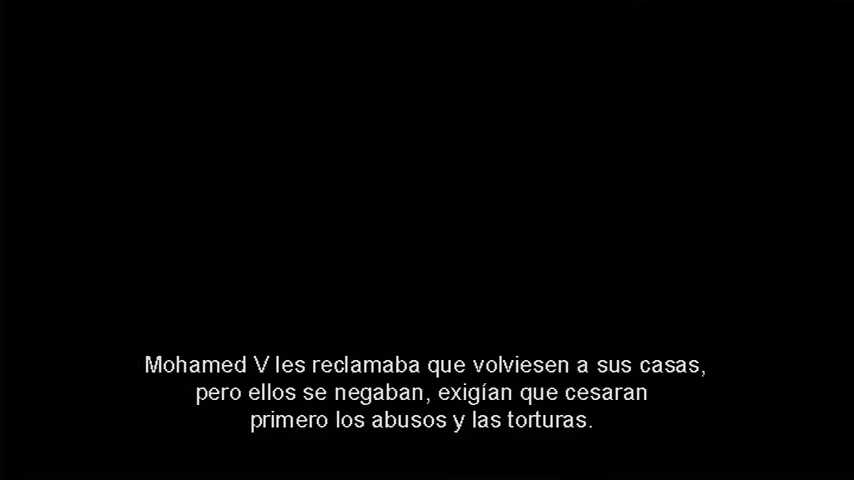 Mohamed V les reclamaba que volviesen a sus casas,
pero ellos se negaban, exigían que cesaran
primero los abusos y las torturas.